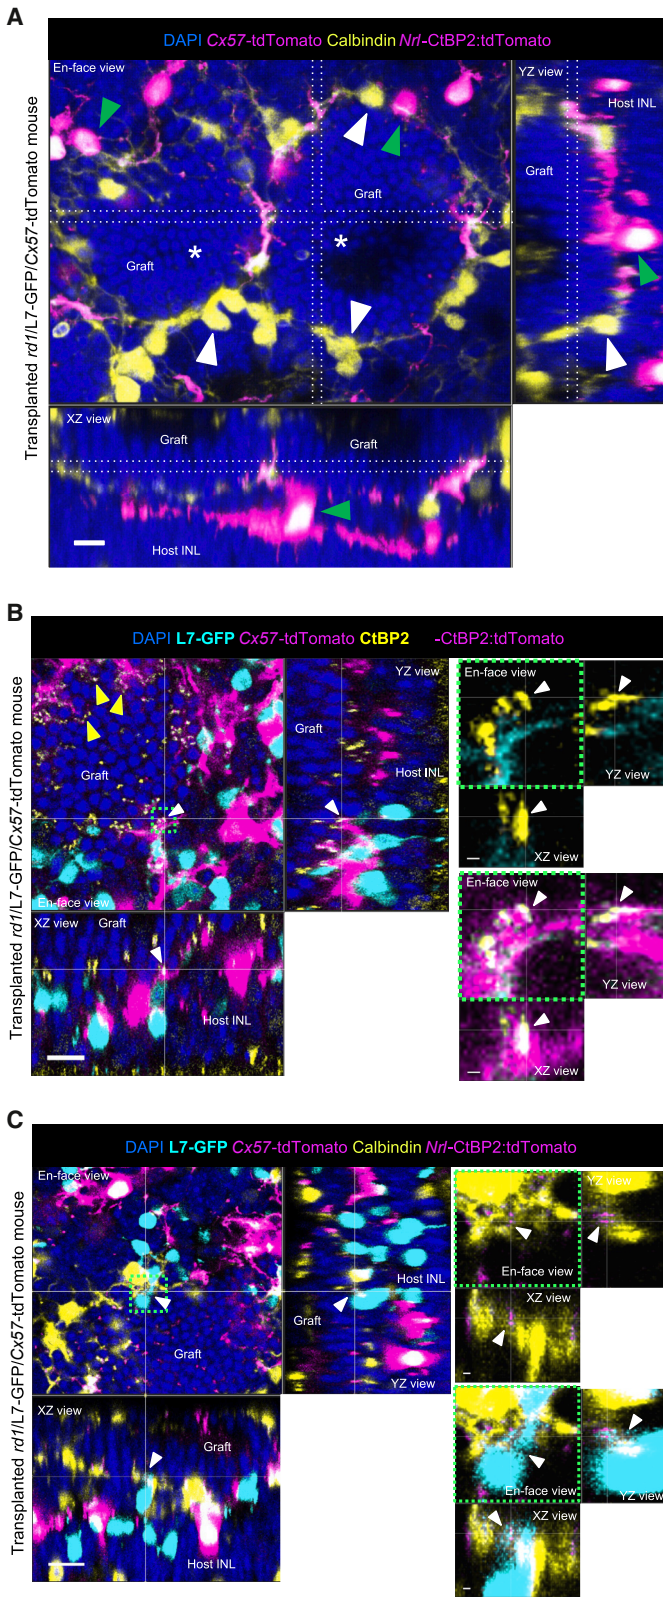 A
DAPI Cx57-tdTomato Calbindin Nrl-CtBP2:tdTomato
Transplanted rd1/L7-GFP/Cx57-tdTomato mouse
En-face view
YZ view
Host INL
Graft
Graft
Graft
*
*
XZ view
Graft
Graft
Host INL
B
DAPI L7-GFP Cx57-tdTomato CtBP2 -CtBP2:tdTomato
Transplanted rd1/L7-GFP/Cx57-tdTomato mouse
YZ view
Graft
Host INL
Graft
En-face view
XZ view
Graft
Host INL
En-face view
YZ view
XZ view
En-face view
YZ view
XZ view
C
DAPI L7-GFP Cx57-tdTomato Calbindin Nrl-CtBP2:tdTomato
Transplanted rd1/L7-GFP/Cx57-tdTomato mouse
En-face view
Graft
Host INL
Graft
YZ view
XZ view
Graft
Host INL
YZ view
En-face view
XZ view
En-face view
YZ view
XZ view